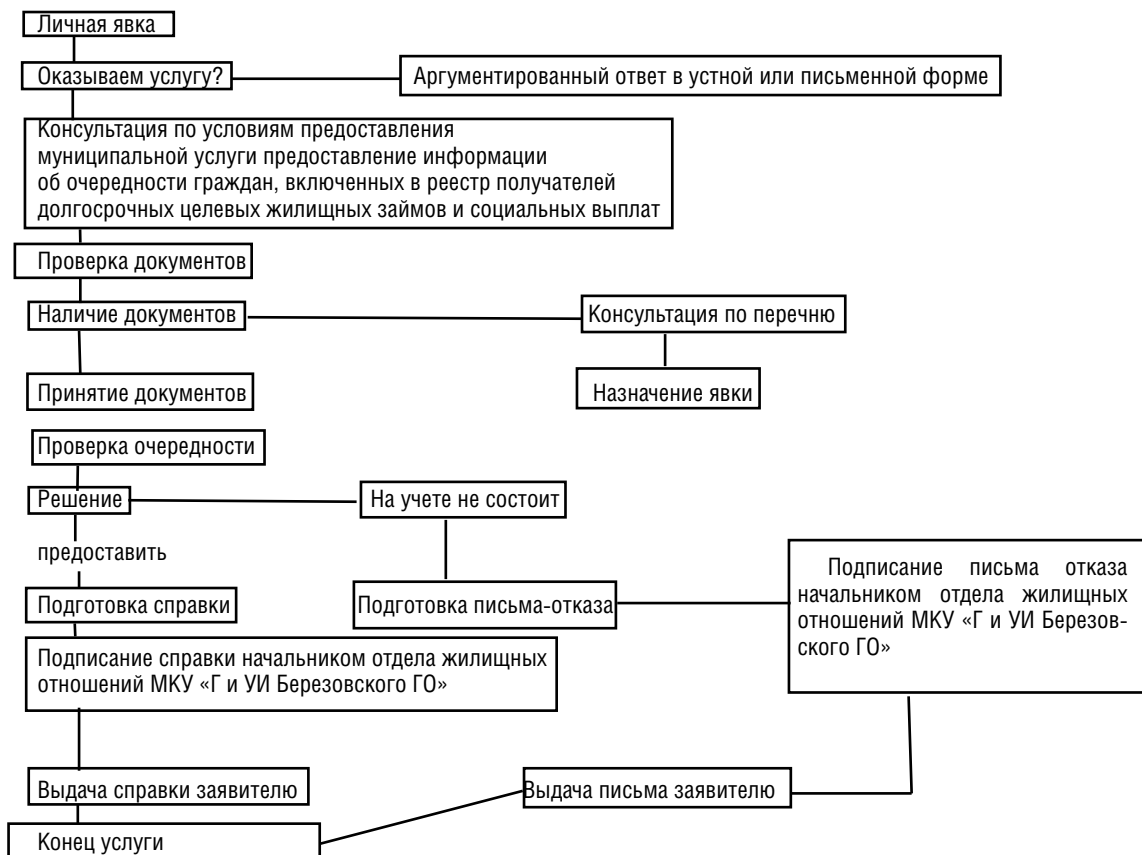 Личная явка
Оказываем услугу?
Аргументированный ответ в устной или письменной форме
Консультация по условиям предоставления
муниципальной услуги предоставление информации
об очередности граждан, включенных в реестр получателей
долгосрочных целевых жилищных займов и социальных выплат
Проверка документов
Наличие документов
Консультация по перечню
Принятие документов
Назначение явки
Проверка очередности
Решение
На учете не состоит
предоставить
Подготовка справки
Подготовка письма-отказа
Подписание письма отказа
начальником отдела жилищных
отношений МКУ «Г и УИ Березов-
ского ГО»
Подписание справки начальником отдела жилищных
отношений МКУ «Г и УИ Березовского ГО»
Выдача справки заявителю
Выдача письма заявителю
Конец услуги